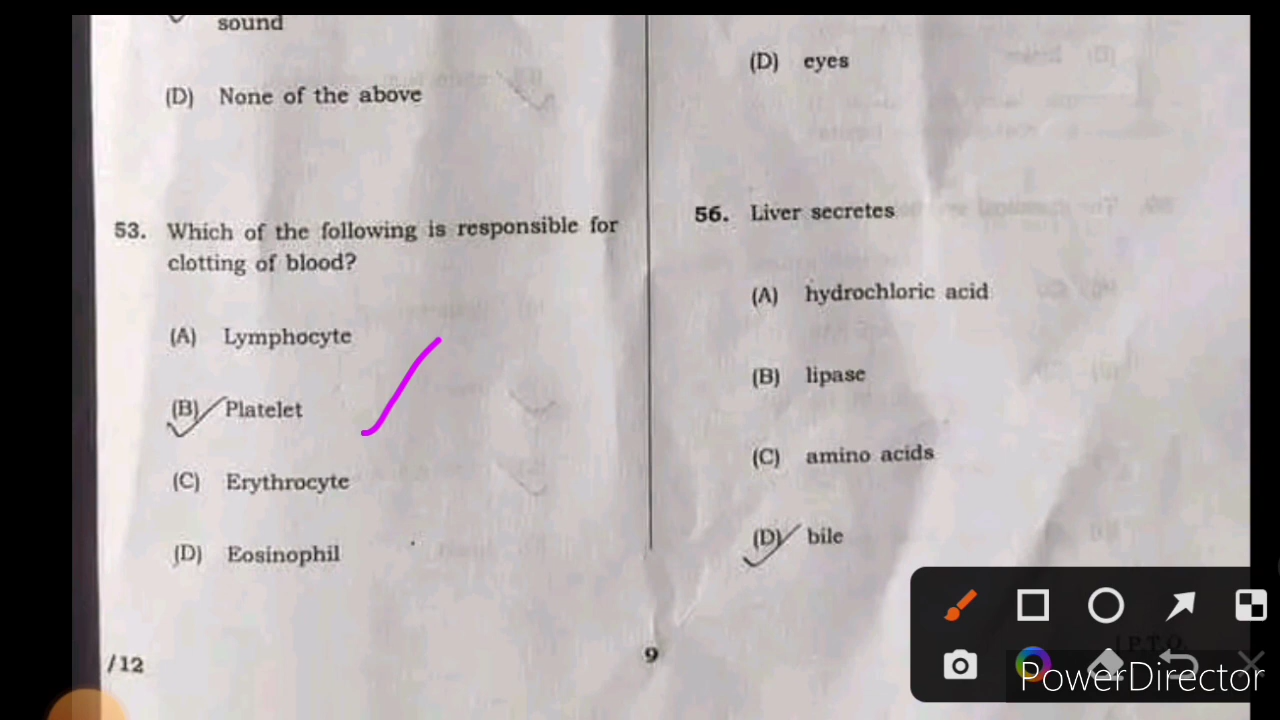 sound
(D) None of the above
53. Which of the following is responsible for
clotting of blood?
(A) Lymphocyte
(B) Platelet
(C) Erythrocyte
(D) Eosinophil
/12
(D) eyes
56. Liver secretes
(A) hydrochloric acid
(B) lipase
(C) amino acids
(D) bile
9
[P.T.O.
PowerDirector